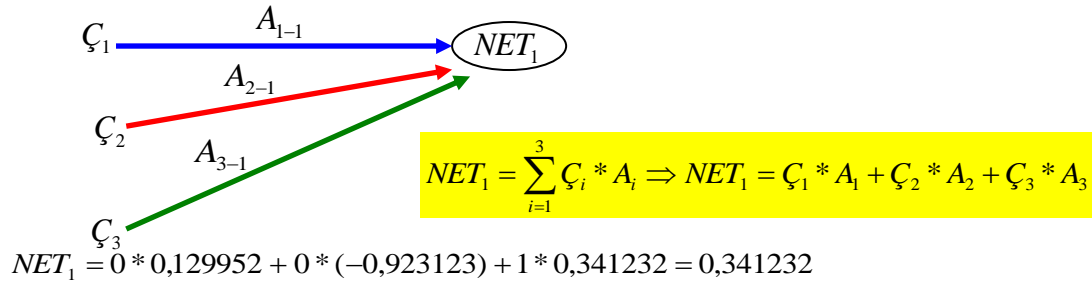 Ç₁
A₁₋₁
NET₁
A₂₋₁
Ç₂
A₃₋₁
NET₁ = ∑³ᵢ₌₁ Çᵢ * Aᵢ ⇒ NET₁ = Ç₁ * A₁ + Ç₂ * A₂ + Ç₃ * A₃
Ç₃
NET₁ = 0 * 0,129952 + 0 * (−0,923123) + 1 * 0,341232 = 0,341232